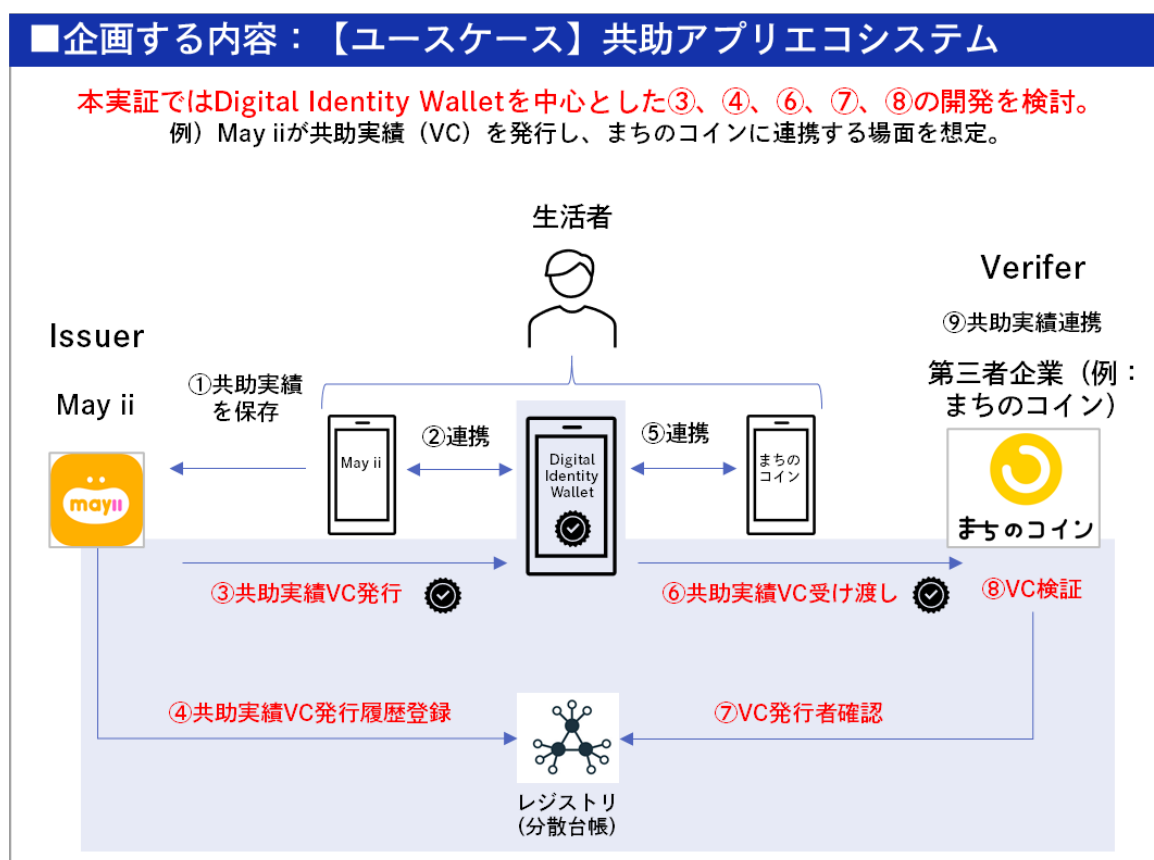 ■企画する内容：【ユースケース】共助アプリエコシステム
本実証ではDigital Identity Walletを中心とした③、④、⑥、⑦、⑧の開発を検討。
例）May iiが共助実績（VC）を発行し、まちのコインに連携する場面を想定。
生活者
Verifer
⑨共助実績連携
Issuer
第三者企業（例：
まちのコイン）
May ii
①共助実績
を保存
②連携
⑤連携
May ii
Digital
Identity
Wallet
まちの
コイン
mayii
まちのコイン
③共助実績VC発行
⑥共助実績VC受け渡し
⑧VC検証
④共助実績VC発行履歴登録
⑦VC発行者確認
レジストリ
(分散台帳)